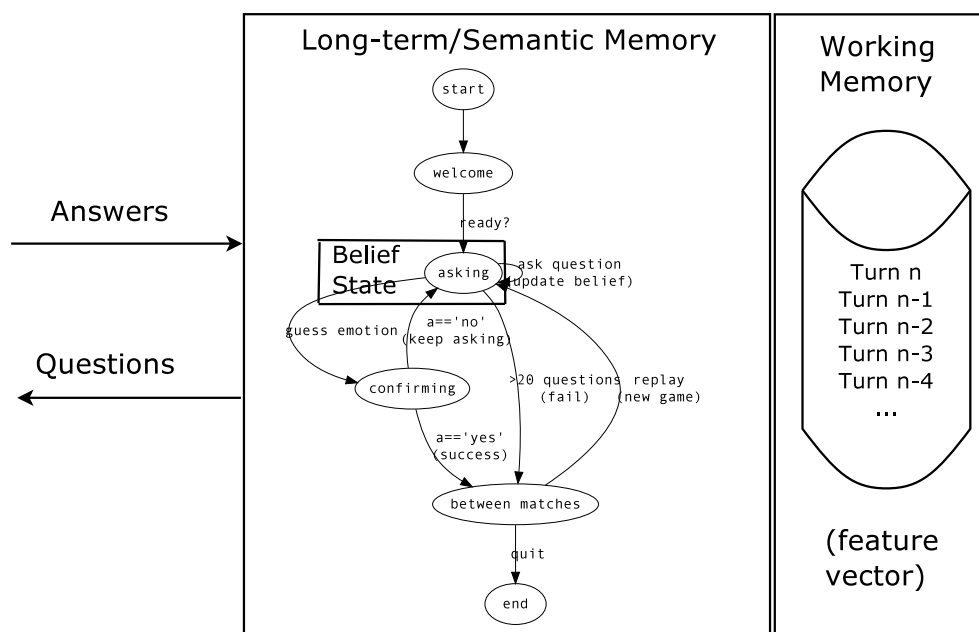 Long-term/Semantic Memory
start
welcome
ready?
Belief
State
asking
ask question
(update belief)
guess emotion
a=='no'
(keep asking)
confirming
>20 questions
(fail)
replay
(new game)
a=='yes'
(success)
between matches
quit
end
Answers
Questions
Working
Memory
Turn n
Turn n-1
Turn n-2
Turn n-3
Turn n-4
...
(feature
vector)